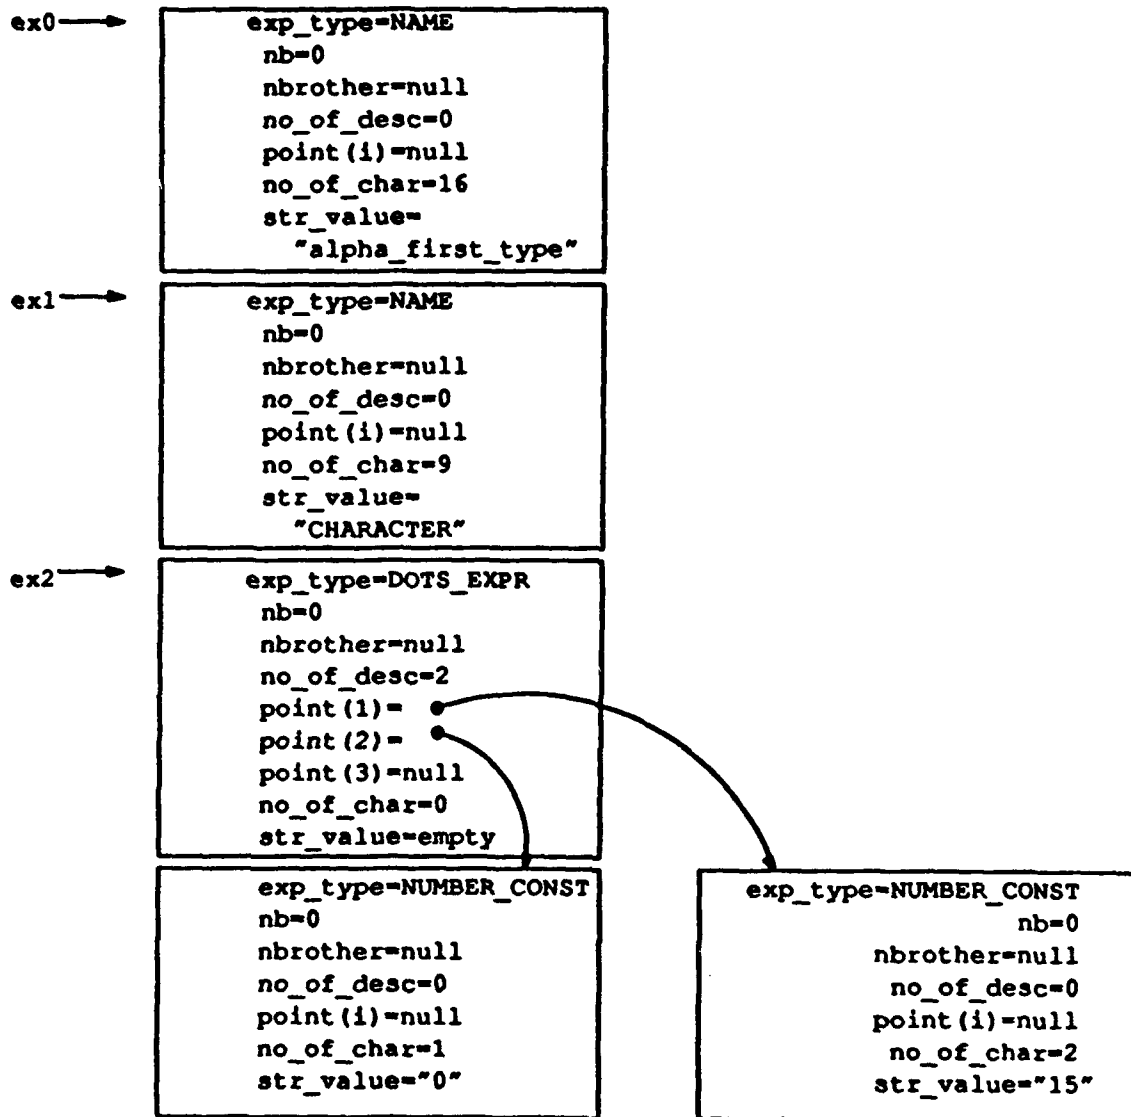 ex0
exp_type=NAME
nb=0
nbrother=null
no_of_desc=0
point(i)=null
no_of_char=16
str_value=
"alpha_first_type"
ex1
exp_type=NAME
nb=0
nbrother=null
no_of_desc=0
point(i)=null
no_of_char=9
str_value=
"CHARACTER"
ex2
exp_type=DOTS_EXPR
nb=0
nbrother=null
no_of_desc=2
point(1)=
point(2)=
point(3)=null
no_of_char=0
str_value=empty
exp_type=NUMBER_CONST
nb=0
nbrother=null
no_of_desc=0
point(i)=null
no_of_char=1
str_value="0"
exp_type=NUMBER_CONST
nb=0
nbrother=null
no_of_desc=0
point(i)=null
no_of_char=2
str_value="15"